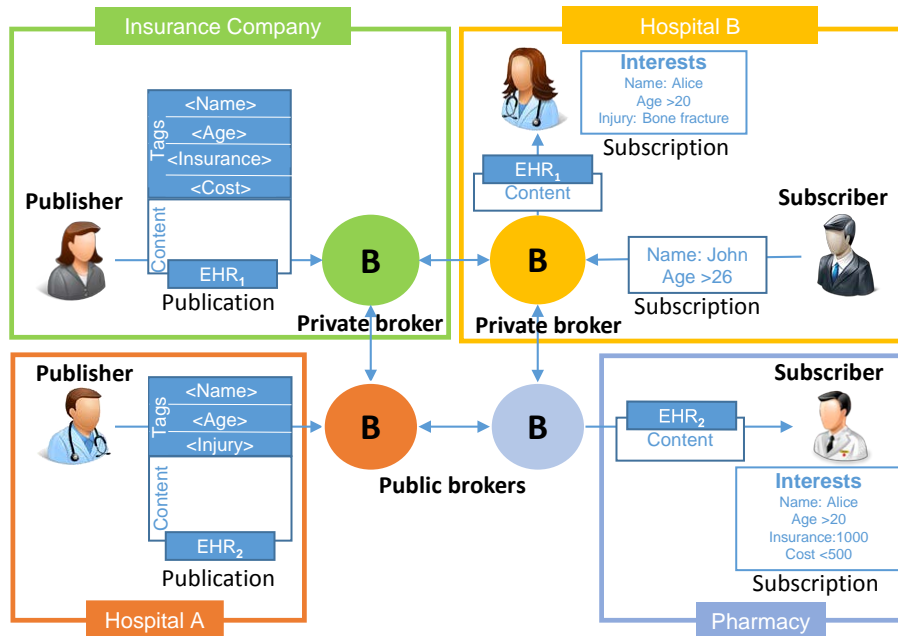 Insurance Company
<Name>
<Age>
<Insurance>
<Cost>
Tags
Content
Publisher
EHR1
Publication
B
Private broker
Hospital B
Interests
Name: Alice
Age >20
Injury: Bone fracture
Subscription
EHR1
Content
Subscriber
B
Name: John
Age >26
Subscription
Private broker
Publisher
<Name>
<Age>
<Injury>
Tags
Content
EHR2
Publication
Hospital A
B
B
Public brokers
Subscriber
EHR2
Content
Interests
Name: Alice
Age >20
Insurance:1000
Cost <500
Subscription
Pharmacy